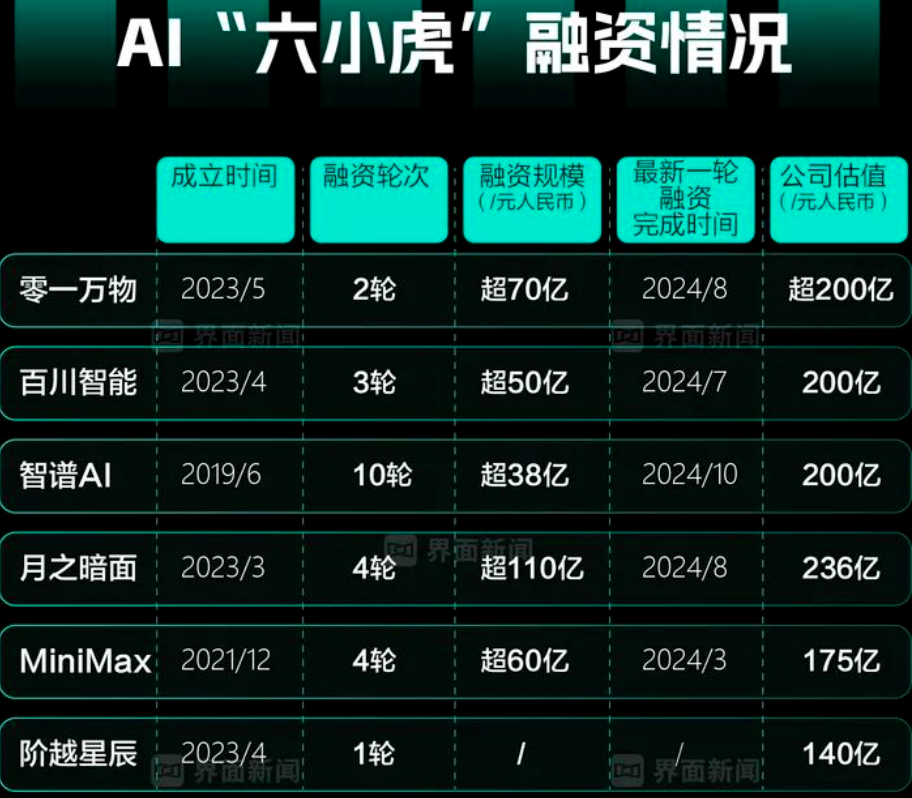 AI“六小虎”融资情况
成立时间 融资轮次 融资规模(/元人民币) 最新一轮融资完成时间 公司估值(/元人民币)
零一万物 2023/5 2轮 超70亿 2024/8 超200亿
界面新闻 界面新闻
百川智能 2023/4 3轮 超50亿 2024/7 200亿
智谱AI 2019/6 10轮 超38亿 2024/10 200亿
界面新闻
月之暗面 2023/3 4轮 超110亿 2024/8 236亿
MiniMax 2021/12 4轮 超60亿 2024/3 175亿
阶越星辰 2023/4 1轮 / / 140亿
界面新闻 界面新闻